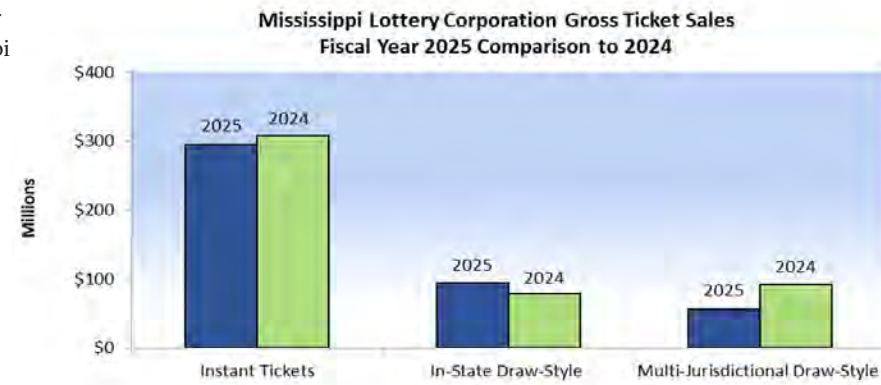 pi
Mississippi Lottery Corporation Gross Ticket Sales
Fiscal Year 2025 Comparison to 2024
$400
$300
$200
$100
$0
Millions
2025 2024
2025 2024
2025 2024
Instant Tickets In-State Draw-Style Multi-Jurisdictional Draw-Style